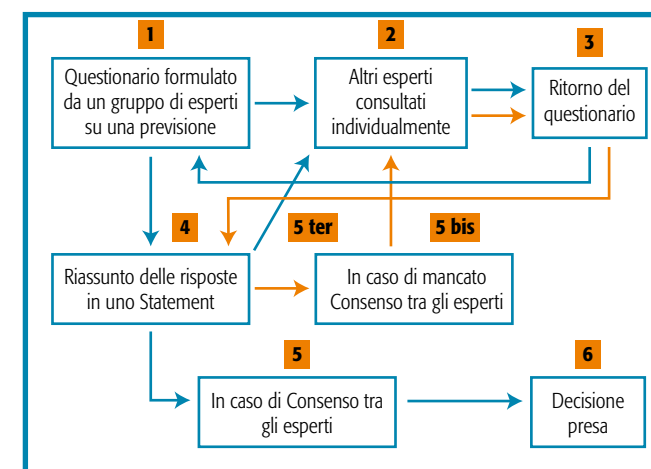 1
Questionario formulato
da un gruppo di esperti
su una previsione
2
Altri esperti
consultati
individualmente
3
Ritorno del
questionario
4
Riassunto delle risposte
in uno Statement
5 ter
5 bis
In caso di mancato
Consenso tra gli esperti
5
In caso di Consenso tra
gli esperti
6
Decisione
presa